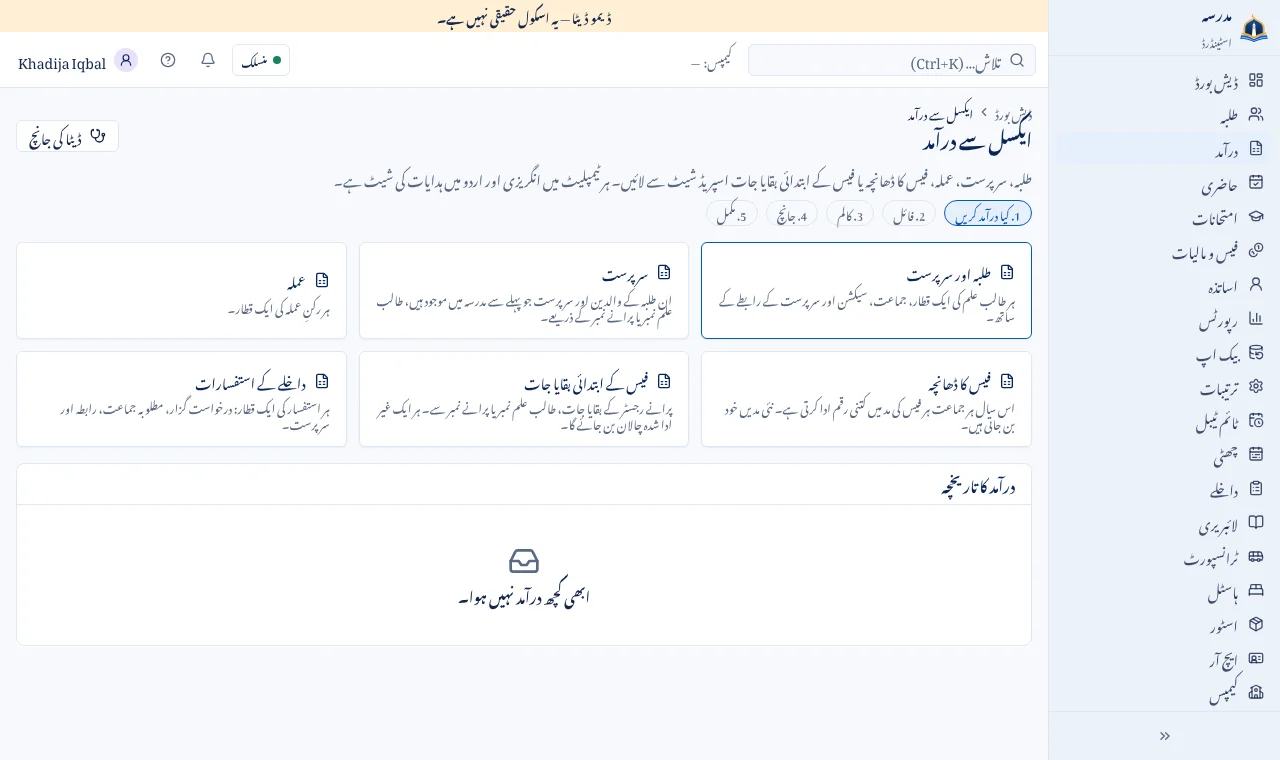 ڈیمو ڈیٹا — یہ اسکول حقیقی نہیں ہے۔
مدرسہ
اسٹینڈرڈ
ڈیش بورڈ
طلبہ
درآمد
حاضری
امتحانات
فیس و مالیات
اساتذہ
رپورٹس
بیک اپ
ترتیبات
ٹائم ٹیبل
چھٹی
داخلے
لائبریری
ٹرانسپورٹ
ہاسٹل
اسٹور
ایچ آر
کیمپس
تلاش... (Ctrl+K)
کیمپس: —
منسلک
Khadija Iqbal
ڈیش بورڈ › ایکسل سے درآمد
ایکسل سے درآمد
ڈیٹا کی جانچ
طلبہ، سرپرست، عملہ، فیس کا ڈھانچہ یا فیس کے ابتدائی بقایا جات اسپریڈ شیٹ سے لائیں۔ ہر ٹیمپلیٹ میں انگریزی اور اردو میں ہدایات کی شیٹ ہے۔
1. کیا درآمد کریں
2. فائل
3. کالم
4. جانچ
5. مکمل
طلبہ اور سرپرست
ہر طالب علم کی ایک قطار، جماعت، سیکشن اور سرپرست کے رابطے کے
ساتھ۔
سرپرست
ان طلبہ کے والدین اور سرپرست جو پہلے سے مدرسہ میں موجود ہیں، طالب
علم نمبر یا پرانے نمبر کے ذریعے۔
عملہ
ہر رکنِ عملہ کی ایک قطار۔
فیس کا ڈھانچہ
اس سال ہر جماعت ہر فیس کی مد میں کتنی رقم ادا کرتی ہے۔ نئی مدیں خود
بن جاتی ہیں۔
فیس کے ابتدائی بقایا جات
پرانے رجسٹر کے بقایا جات، طالب علم نمبر یا پرانے نمبر سے۔ ہر ایک غیر
ادا شدہ چالان بن جائے گا۔
داخلے کے استفسارات
ہر استفسار کی ایک قطار: درخواست گزار، مطلوبہ جماعت، رابطہ اور
سرپرست۔
درآمد کا تاریخچہ
ابھی کچھ درآمد نہیں ہوا۔